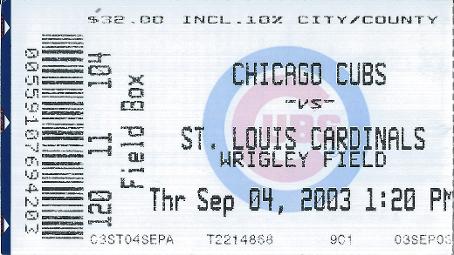 $32.00 INCL.10% CITY/COUNTY
CHICAGO CUBS
-VS-
ST. LOUIS CARDINALS
WRIGLEY FIELD
Thr Sep 04, 2003 1:20 PM
C3ST04SEPA T2214868 9C1 03SEP03
104
Field Box
11
120
00559107694203
CUBS